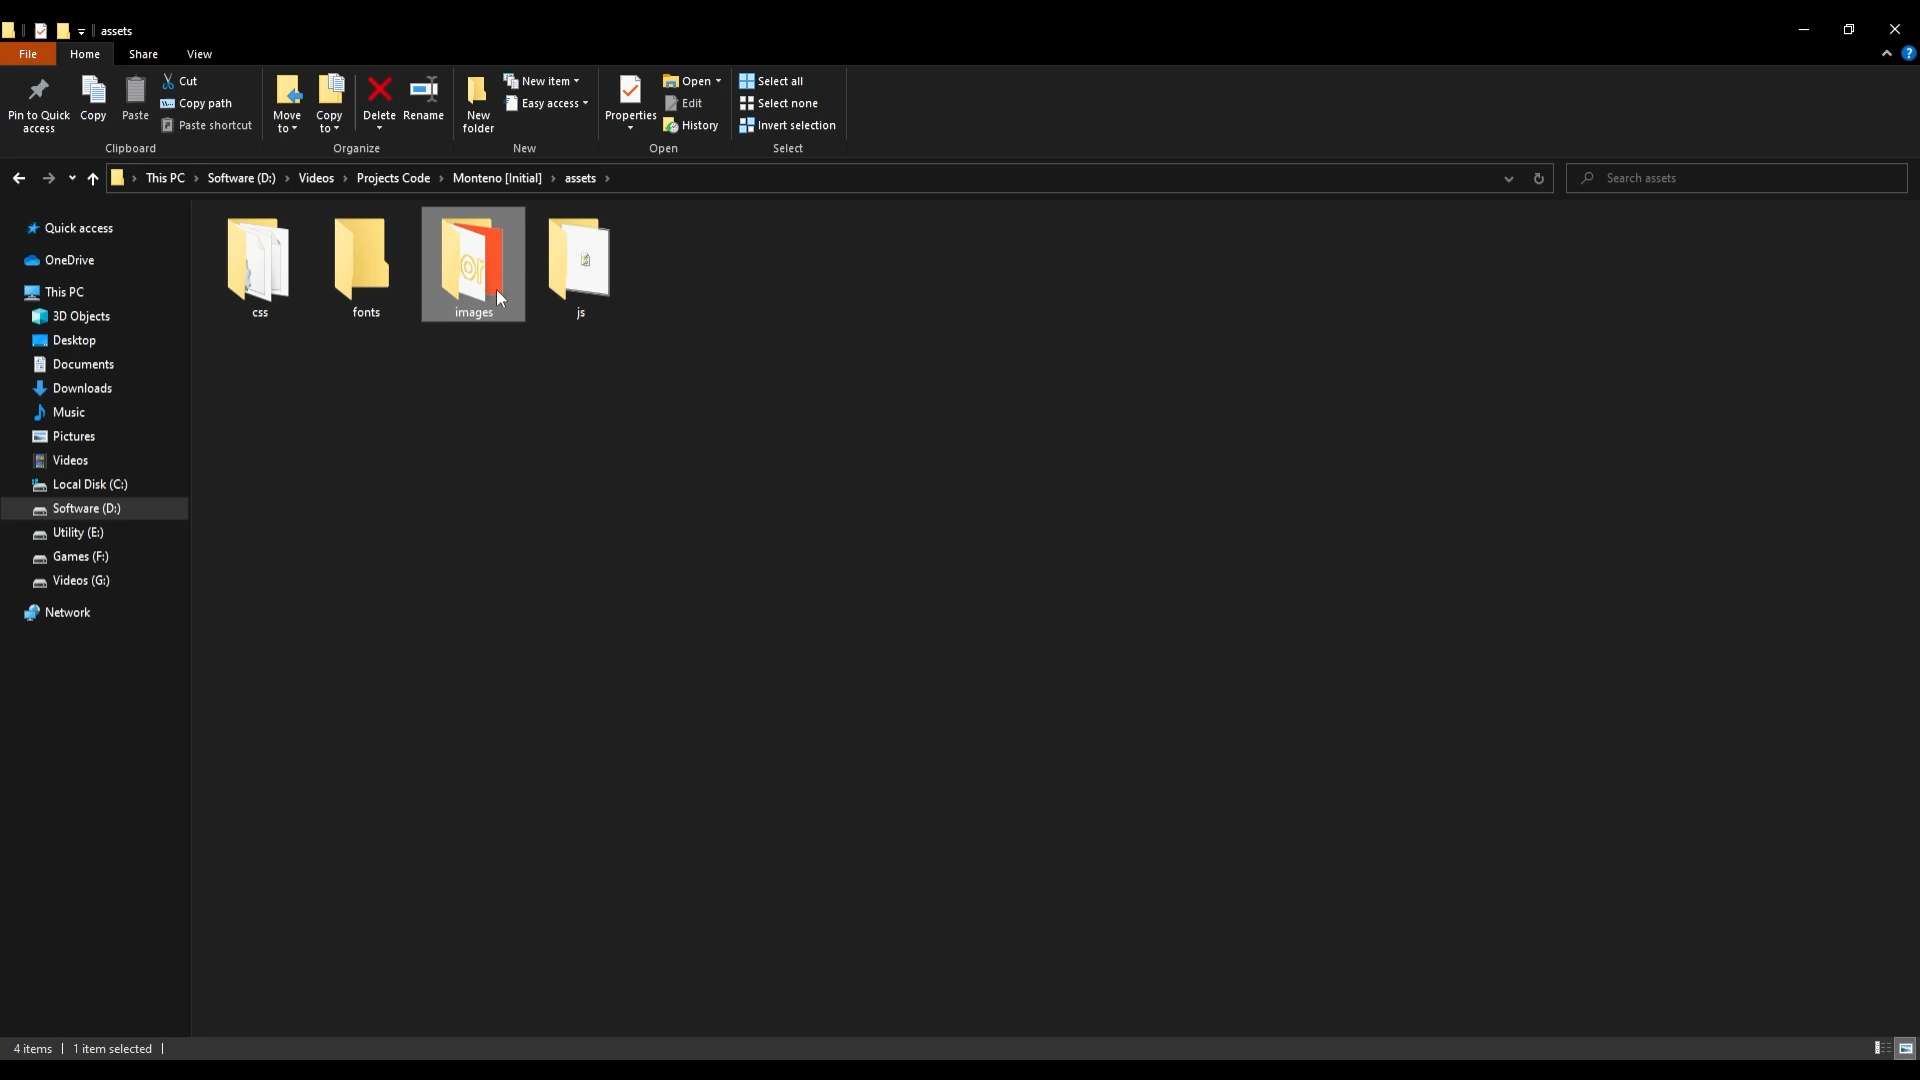 assets
File Home Share View
Pin to Quick access
Copy
Paste
Cut
Copy path
Paste shortcut
Clipboard
Move to
Copy to
Delete
Rename
Organize
New folder
New item
Easy access
New
Properties
Open
Edit
History
Open
Select all
Select none
Invert selection
Select
This PC › Software (D:) › Videos › Projects Code › Monteno [Initial] › assets ›
Search assets
Quick access
OneDrive
This PC
3D Objects
Desktop
Documents
Downloads
Music
Pictures
Videos
Local Disk (C:)
Software (D:)
Utility (E:)
Games (F:)
Videos (G:)
Network
css
fonts
images
js
4 items
1 item selected